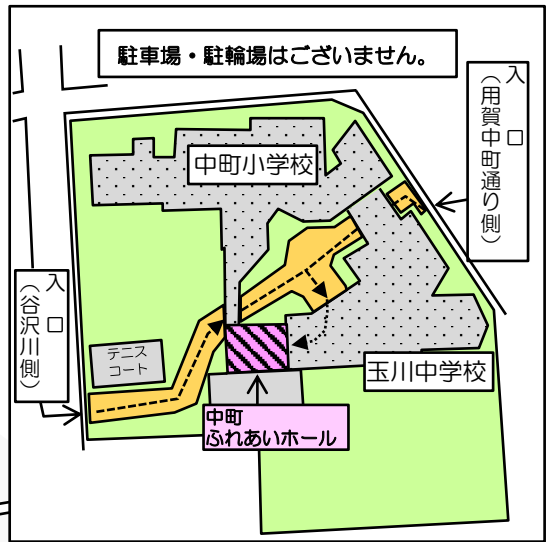 駐車場・駐輪場はございません。
入口
（用賀中町通り側）
中町小学校
入口
（谷沢川側）
テニス
コート
玉川中学校
中町
ふれあいホール